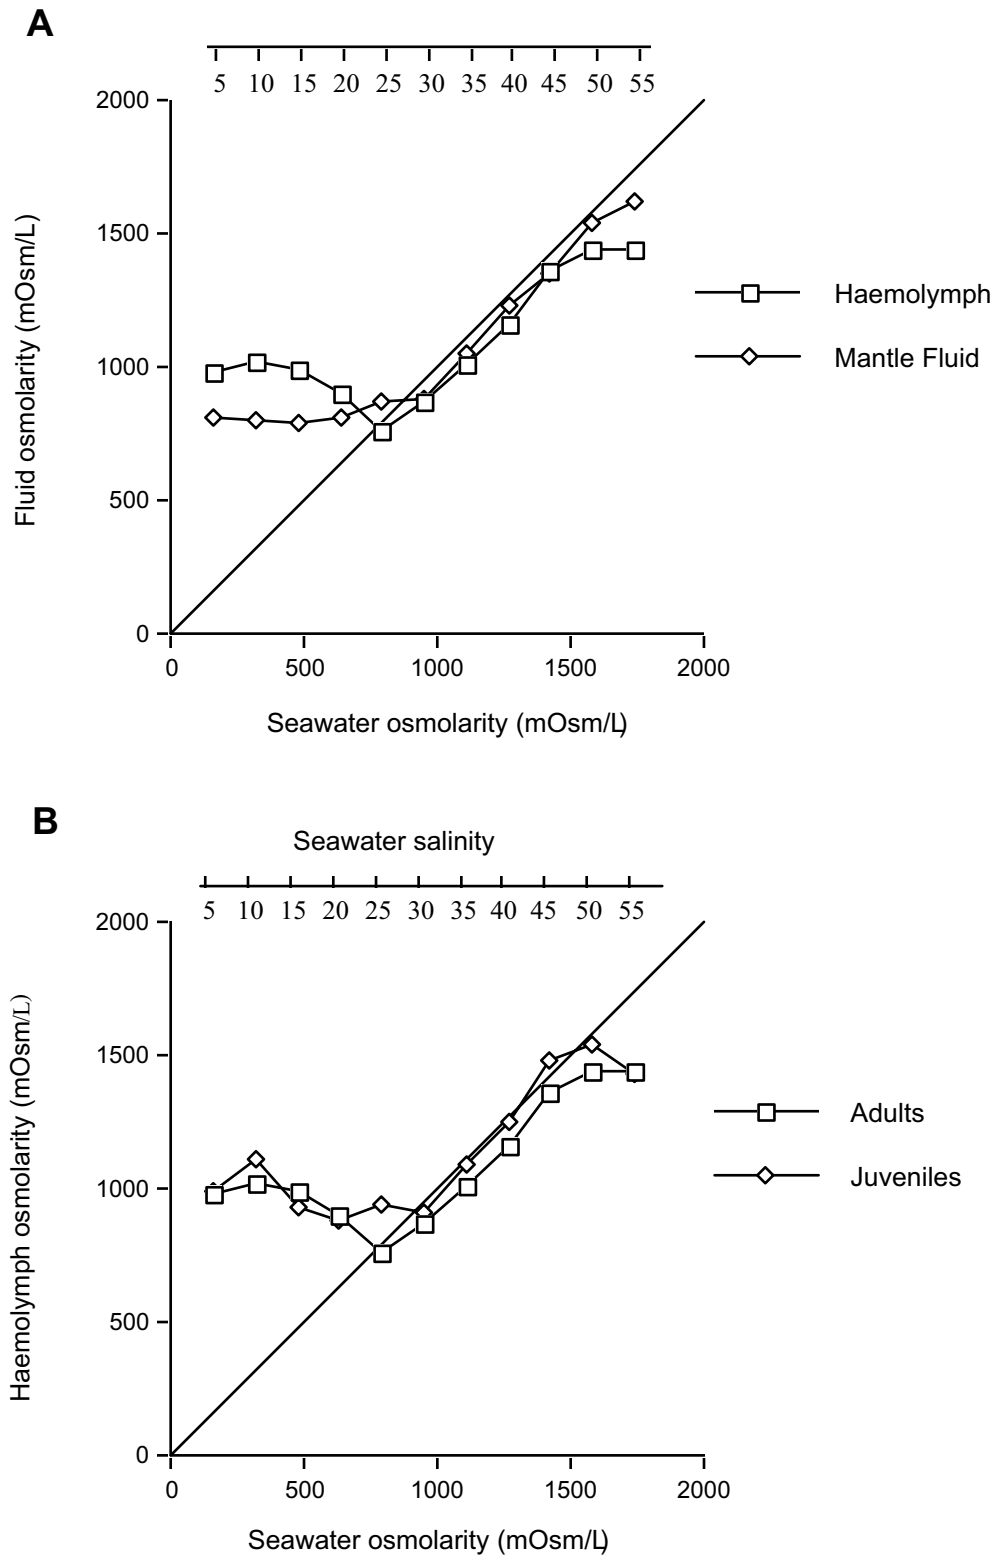 A
5 10 15 20 25 30 35 40 45 50 55
2000
1500
1000
500
0
Fluid osmolarity (mOsm/L)
Haemolymph
Mantle Fluid
0 500 1000 1500 2000
Seawater osmolarity (mOsm/L)
B
Seawater salinity
5 10 15 20 25 30 35 40 45 50 55
2000
1500
1000
500
0
Haemolymph osmolarity (mOsm/L)
Adults
Juveniles
0 500 1000 1500 2000
Seawater osmolarity (mOsm/L)